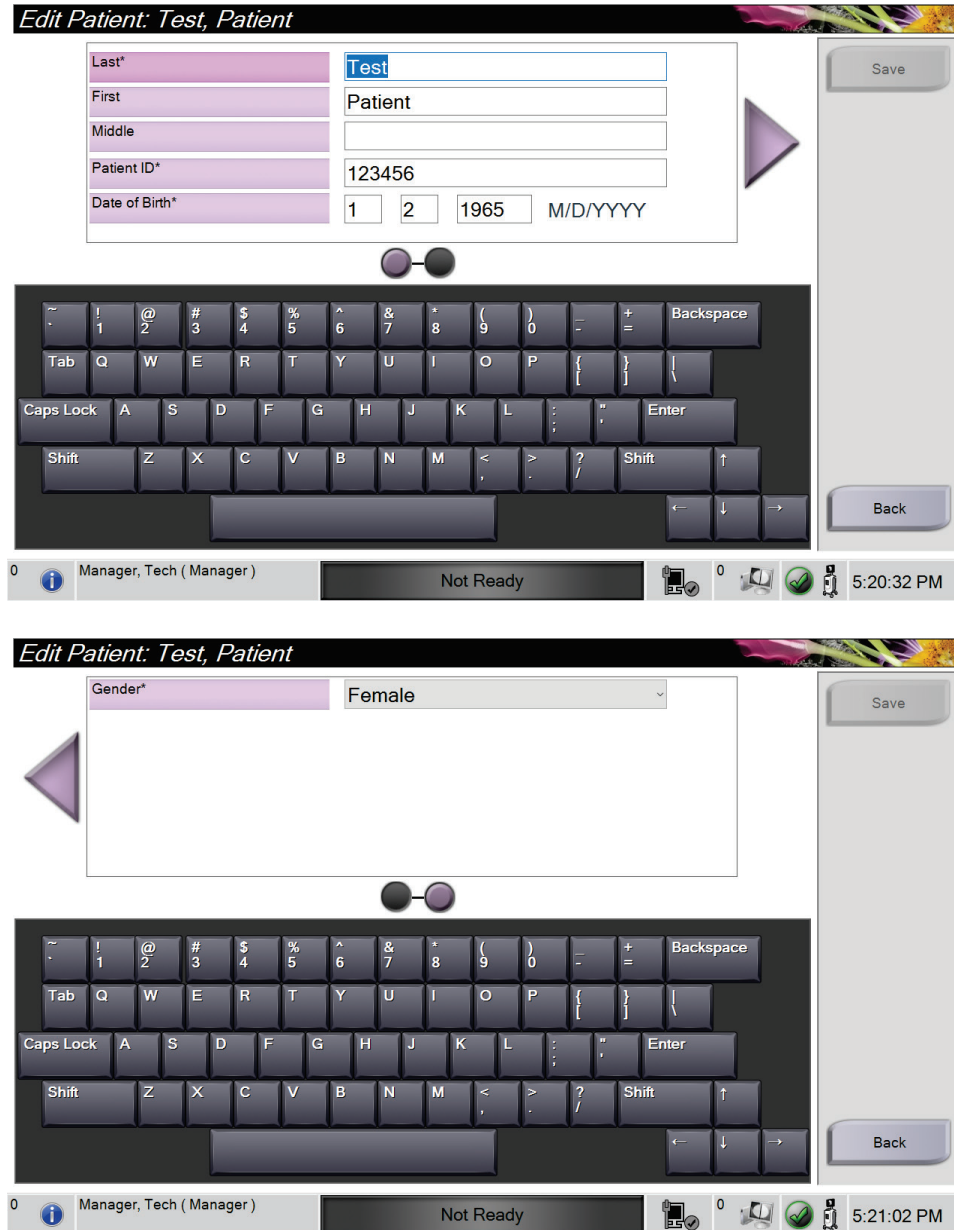 Edit Patient: Test, Patient
Last* Test
First Patient
Middle
Patient ID* 123456
Date of Birth* 1 2 1965 M/D/YYYY
Save
~ ! @ # $ % ^ & * ( ) _ + Backspace
` 1 2 3 4 5 6 7 8 9 0 - =
Tab Q W E R T Y U I O P { } |
[ ] \
Caps Lock A S D F G H J K L : " Enter
; '
Shift Z X C V B N M < > ? Shift ↑
, . /
← ↓ →
Back
0 Manager, Tech ( Manager ) Not Ready 0 5:20:32 PM
Edit Patient: Test, Patient
Gender* Female
Save
~ ! @ # $ % ^ & * ( ) _ + Backspace
` 1 2 3 4 5 6 7 8 9 0 - =
Tab Q W E R T Y U I O P { } |
[ ] \
Caps Lock A S D F G H J K L : " Enter
; '
Shift Z X C V B N M < > ? Shift ↑
, . /
← ↓ →
Back
0 Manager, Tech ( Manager ) Not Ready 0 5:21:02 PM